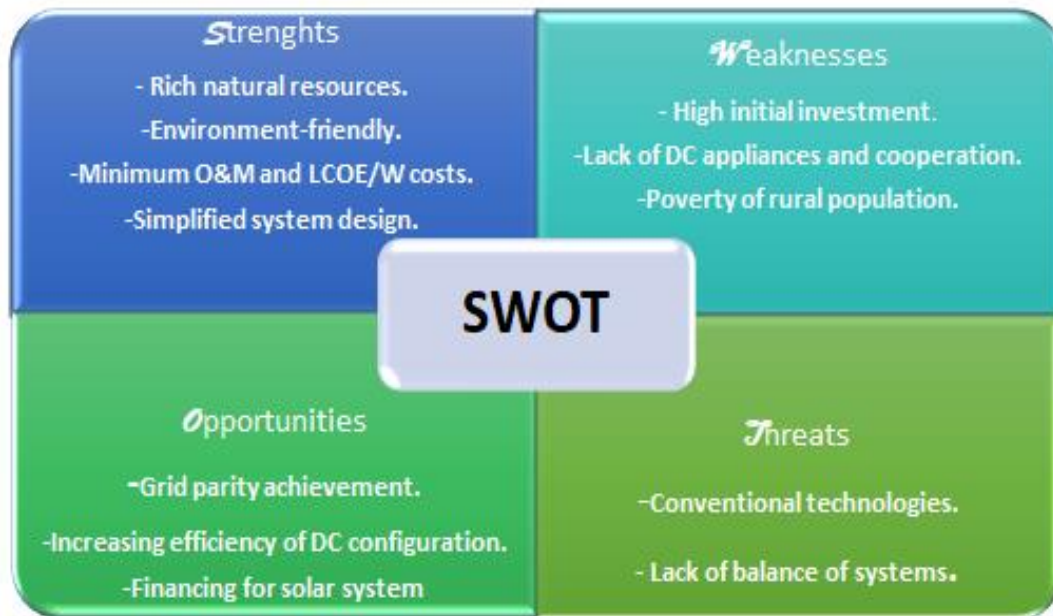 Strenghts
- Rich natural resources.
-Environment-friendly.
-Minimum O&M and LCOE/W costs.
-Simplified system design.
Weaknesses
- High initial investment.
-Lack of DC appliances and cooperation.
-Poverty of rural population.
SWOT
Opportunities
-Grid parity achievement.
-Increasing efficiency of DC configuration.
-Financing for solar system
Threats
-Conventional technologies.
- Lack of balance of systems.